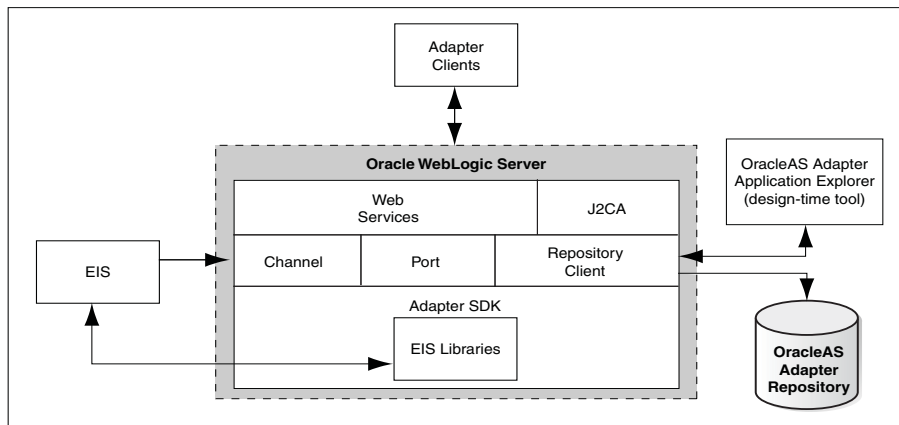 Adapter
Clients
Oracle WebLogic Server
Web
Services
J2CA
OracleAS Adapter
Application Explorer
(design-time tool)
EIS
Channel
Port
Repository
Client
Adapter SDK
EIS Libraries
OracleAS
Adapter
Repository